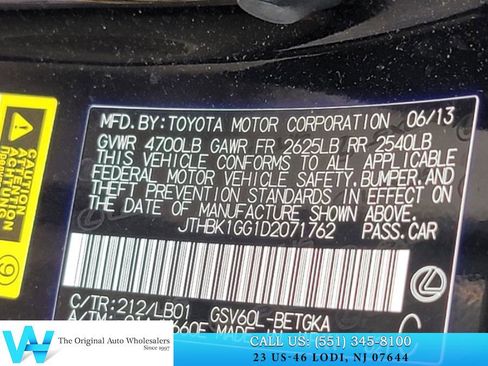 MFD.BY:TOYOTA MOTOR CORPORATION 06/13
GVWR 4700LB GAWR FR 2625LB RR 2540LB
THIS VEHICLE CONFORMS TO ALL APPLICABLE
FEDERAL MOTOR VEHICLE SAFETY, BUMPER, AND
THEFT PREVENTION STANDARDS IN EFFECT ON
THE DATE OF MANUFACTURE SHOWN ABOVE.
JTHBK1GG1D2071762 PASS.CAR
C/TR:212/LB01 GSV60L-BETGKA
MADE
CAUTION
ACHTUNG
9
The Original Auto Wholesalers
Since 1997
CALL US: (551) 345-8100
23 US-46 LODI, NJ 07644